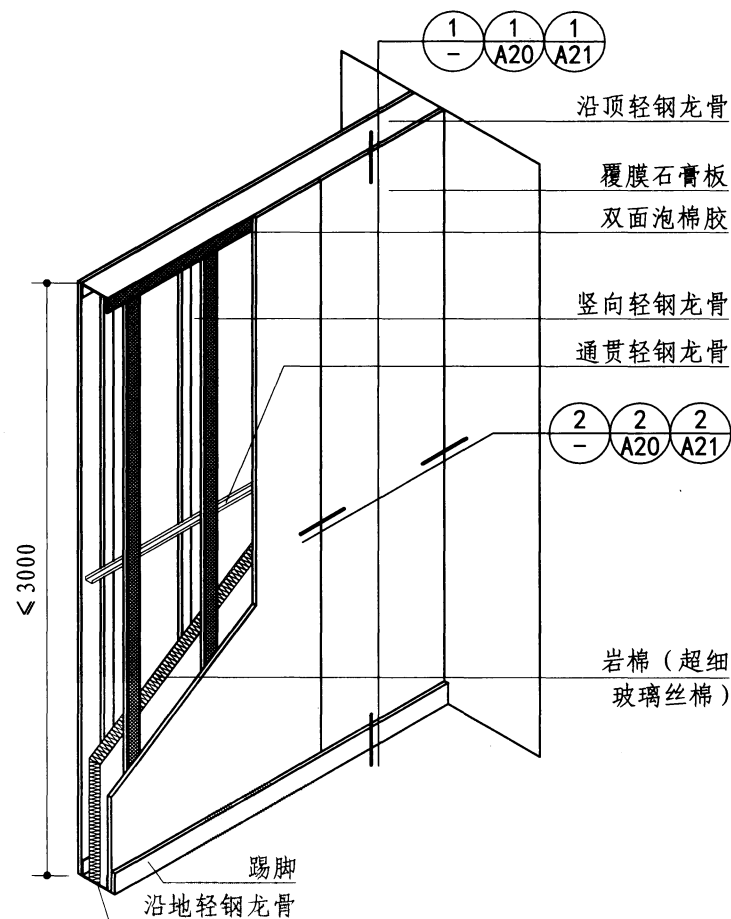 1 1 1
- A20 A21
沿顶轻钢龙骨
覆膜石膏板
双面泡棉胶
竖向轻钢龙骨
通贯轻钢龙骨
2 2 2
- A20 A21
≤3000
岩棉（超细
玻璃丝棉）
踢脚
沿地轻钢龙骨